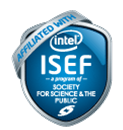 AFFILIATED WITH
intel
ISEF
a program of
SOCIETY
FOR SCIENCE & THE
PUBLIC